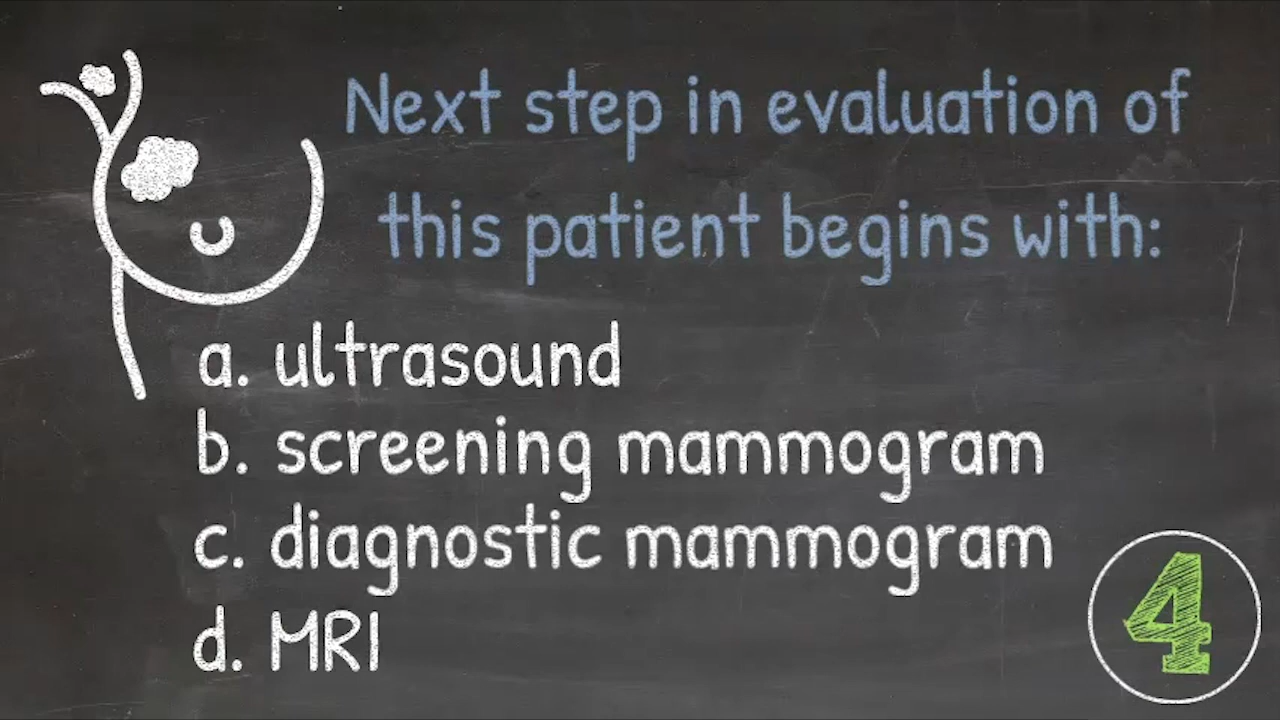 Next step in evaluation of
this patient begins with:
a. ultrasound
b. screening mammogram
c. diagnostic mammogram
d. MRI
4